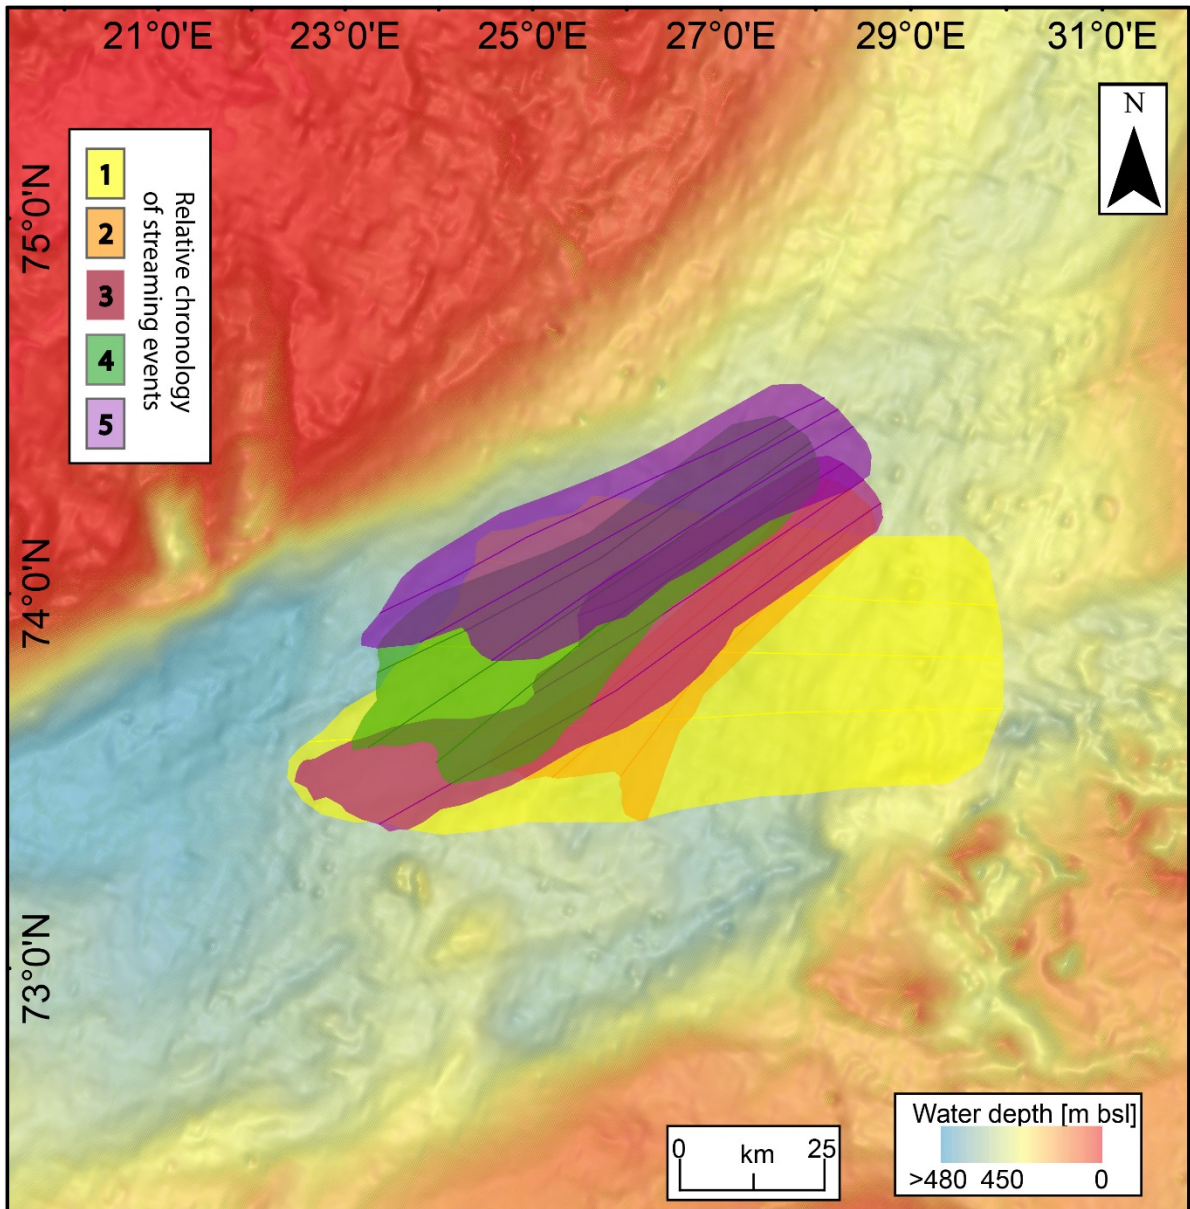 21°0'E 23°0'E 25°0'E 27°0'E 29°0'E 31°0'E
N
75°0'N
74°0'N
73°0'N
Relative chronology
of streaming events
1
2
3
4
5
0 km 25
Water depth [m bsl]
>480 450 0